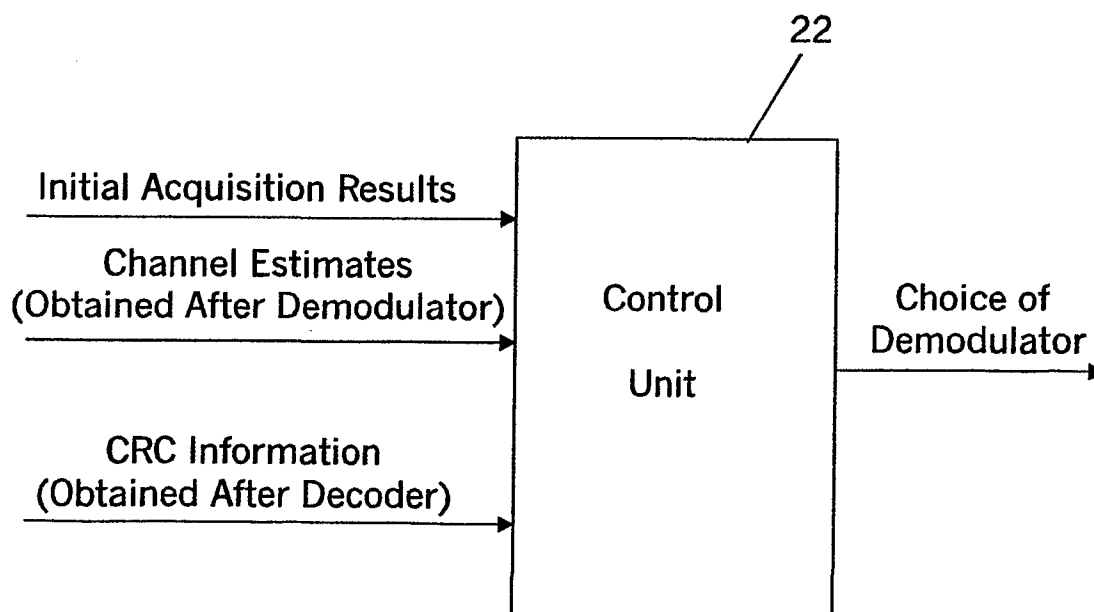 22
Initial Acquisition Results
Channel Estimates
(Obtained After Demodulator)
Control
Unit
Choice of
Demodulator
CRC Information
(Obtained After Decoder)